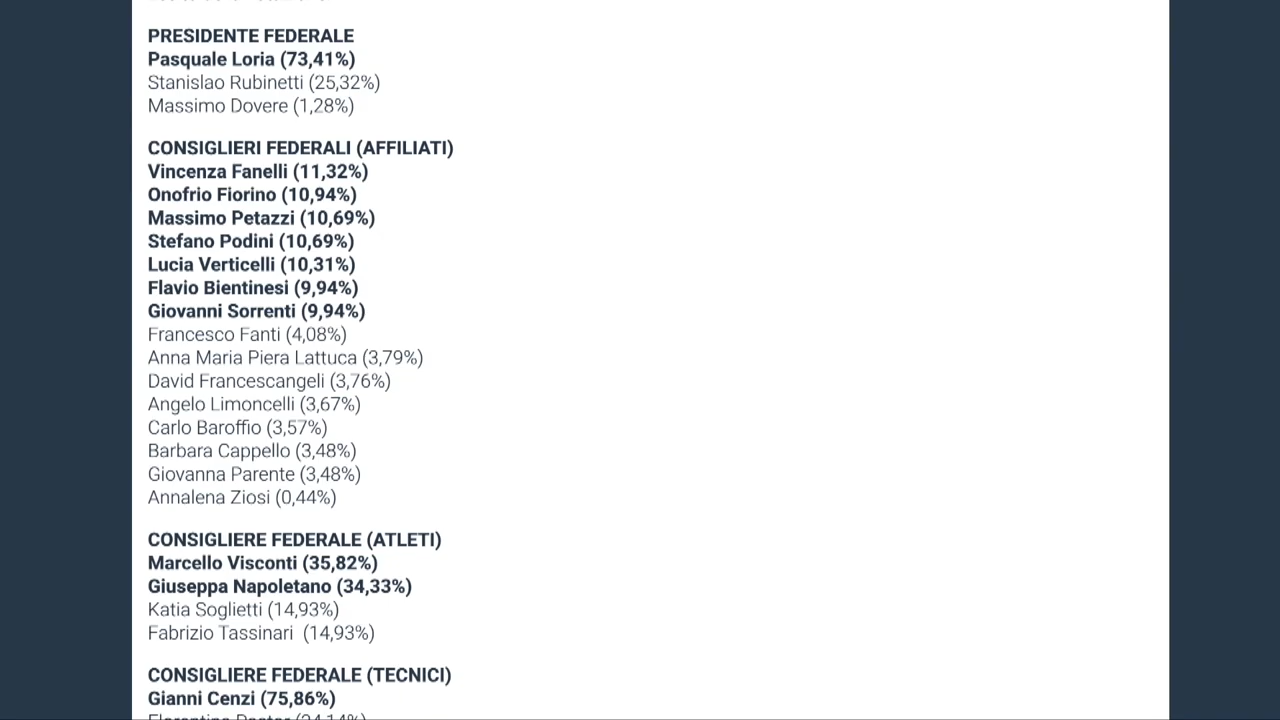 PRESIDENTE FEDERALE
Pasquale Loria (73,41%)
Stanislao Rubinetti (25,32%)
Massimo Dovere (1,28%)
CONSIGLIERI FEDERALI (AFFILIATI)
Vincenza Fanelli (11,32%)
Onofrio Fiorino (10,94%)
Massimo Petazzi (10,69%)
Stefano Podini (10,69%)
Lucia Verticelli (10,31%)
Flavio Bientinesi (9,94%)
Giovanni Sorrenti (9,94%)
Francesco Fanti (4,08%)
Anna Maria Piera Lattuca (3,79%)
David Francescangeli (3,76%)
Angelo Limoncelli (3,67%)
Carlo Baroffio (3,57%)
Barbara Cappello (3,48%)
Giovanna Parente (3,48%)
Annalena Ziosi (0,44%)
CONSIGLIERE FEDERALE (ATLETI)
Marcello Visconti (35,82%)
Giuseppa Napoletano (34,33%)
Katia Soglietti (14,93%)
Fabrizio Tassinari (14,93%)
CONSIGLIERE FEDERALE (TECNICI)
Gianni Cenzi (75,86%)